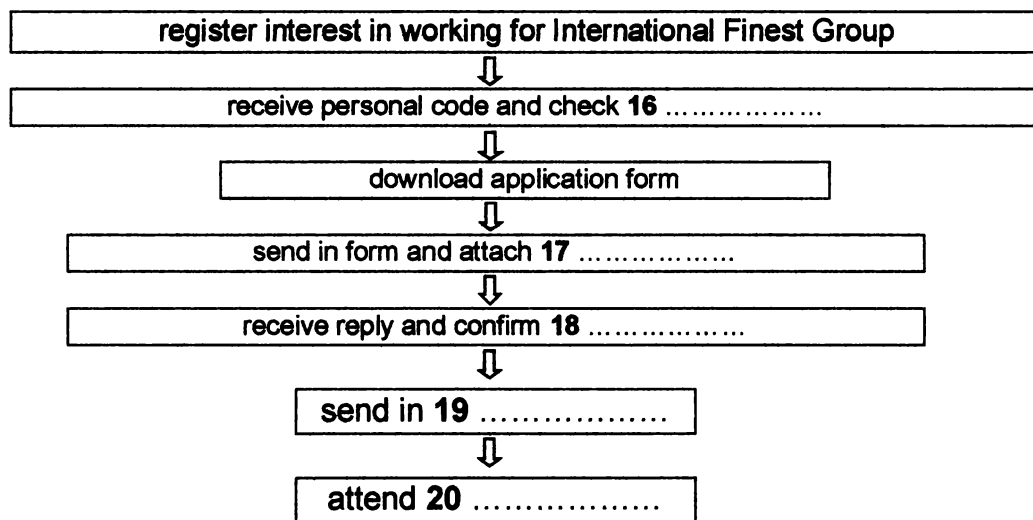 register interest in working for International Finest Group
receive personal code and check 16 ………………
download application form
send in form and attach 17 ………………
receive reply and confirm 18 ………………
send in 19 …………………
attend 20 …………………